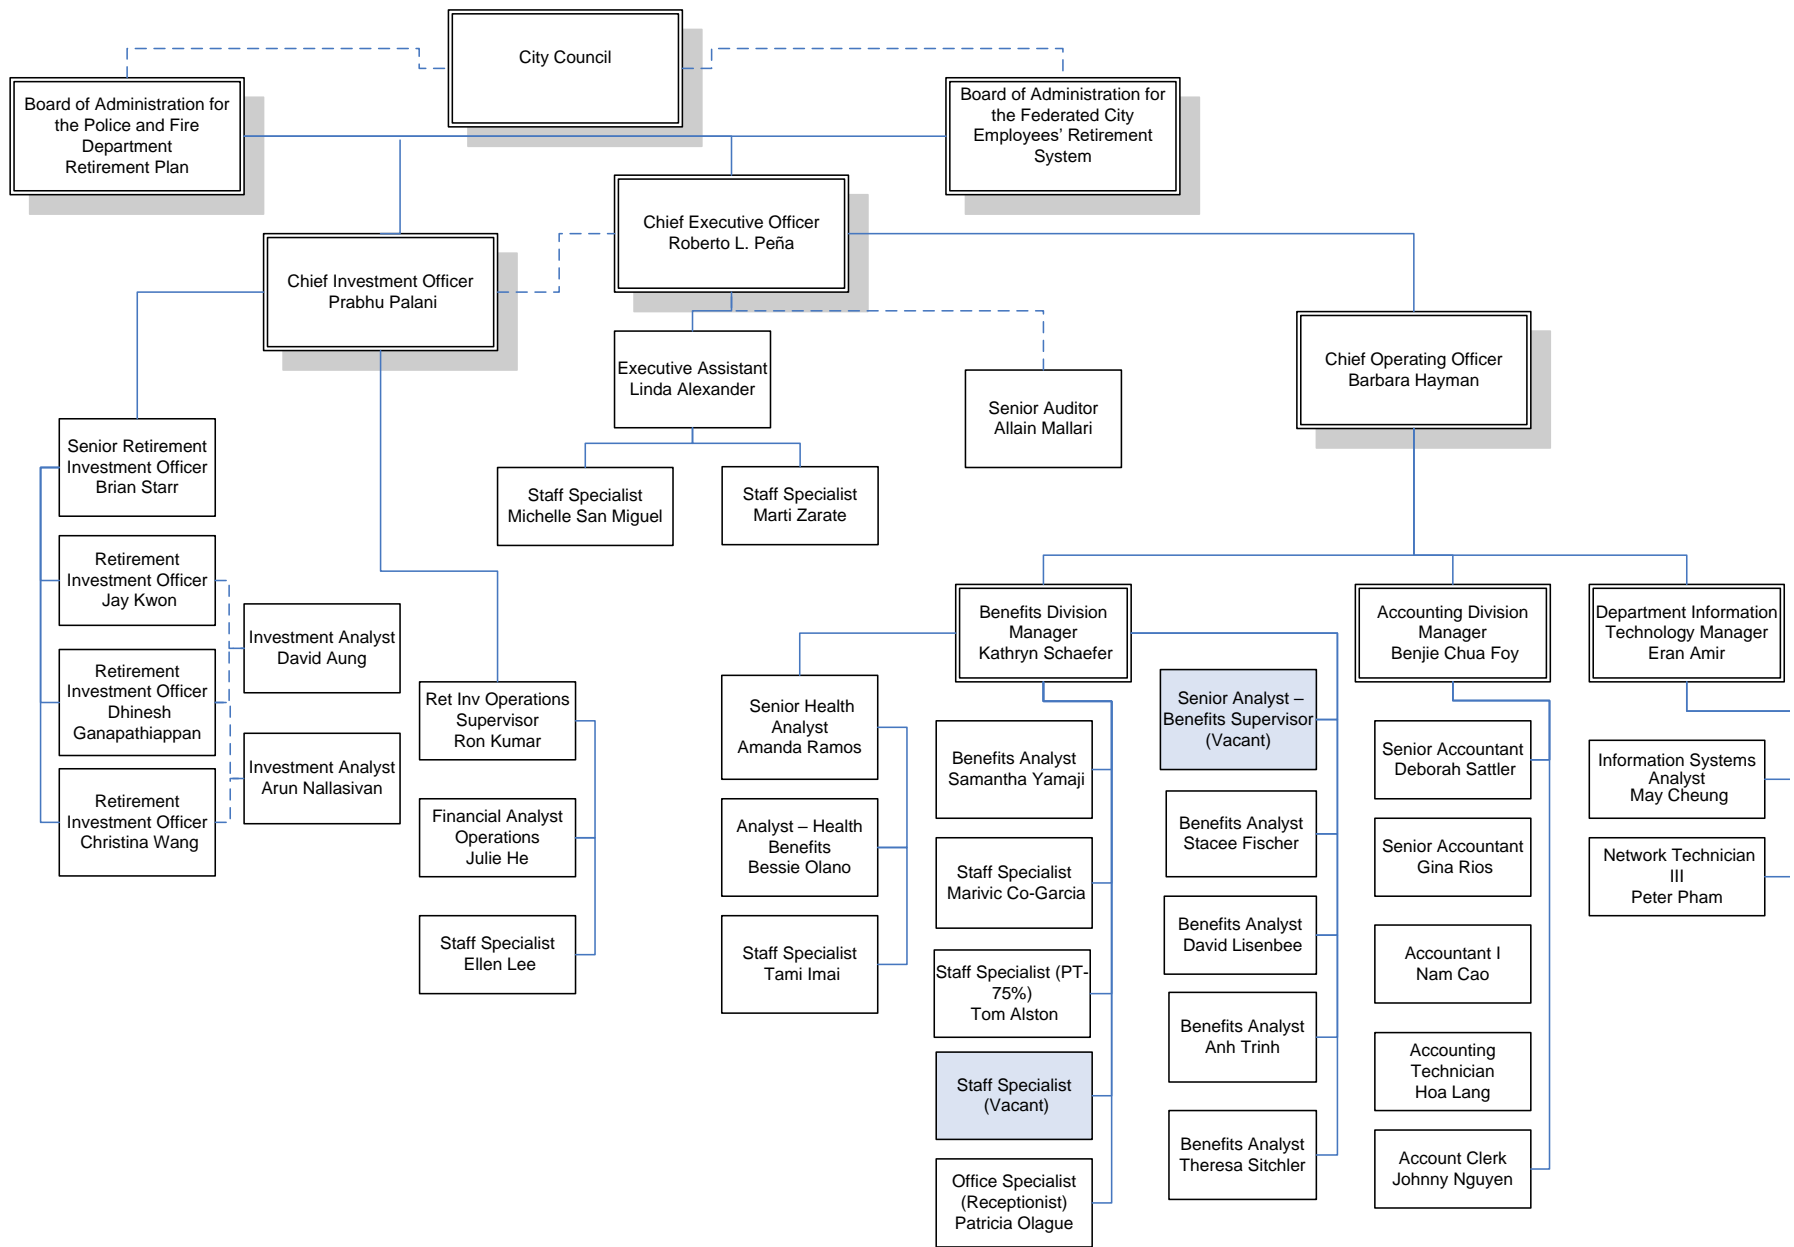 City Council
Board of Administration for
the Police and Fire
Department
Retirement Plan
Board of Administration for
the Federated City
Employees’ Retirement
System
Chief Executive Officer
Roberto L. Peña
Chief Investment Officer
Prabhu Palani
Executive Assistant
Linda Alexander
Senior Auditor
Allain Mallari
Chief Operating Officer
Barbara Hayman
Senior Retirement
Investment Officer
Brian Starr
Staff Specialist
Michelle San Miguel
Staff Specialist
Marti Zarate
Retirement
Investment Officer
Jay Kwon
Investment Analyst
David Aung
Retirement
Investment Officer
Dhinesh
Ganapathiappan
Investment Analyst
Arun Nallasivan
Retirement
Investment Officer
Christina Wang
Ret Inv Operations
Supervisor
Ron Kumar
Financial Analyst
Operations
Julie He
Staff Specialist
Ellen Lee
Benefits Division
Manager
Kathryn Schaefer
Accounting Division
Manager
Benjie Chua Foy
Department Information
Technology Manager
Eran Amir
Senior Health
Analyst
Amanda Ramos
Analyst – Health
Benefits
Bessie Olano
Staff Specialist
Tami Imai
Benefits Analyst
Samantha Yamaji
Staff Specialist
Marivic Co-Garcia
Staff Specialist (PT-
75%)
Tom Alston
Staff Specialist
(Vacant)
Office Specialist
(Receptionist)
Patricia Olague
Senior Analyst –
Benefits Supervisor
(Vacant)
Benefits Analyst
Stacee Fischer
Benefits Analyst
David Lisenbee
Benefits Analyst
Anh Trinh
Benefits Analyst
Theresa Sitchler
Senior Accountant
Deborah Sattler
Senior Accountant
Gina Rios
Accountant I
Nam Cao
Accounting
Technician
Hoa Lang
Account Clerk
Johnny Nguyen
Information Systems
Analyst
May Cheung
Network Technician
III
Peter Pham